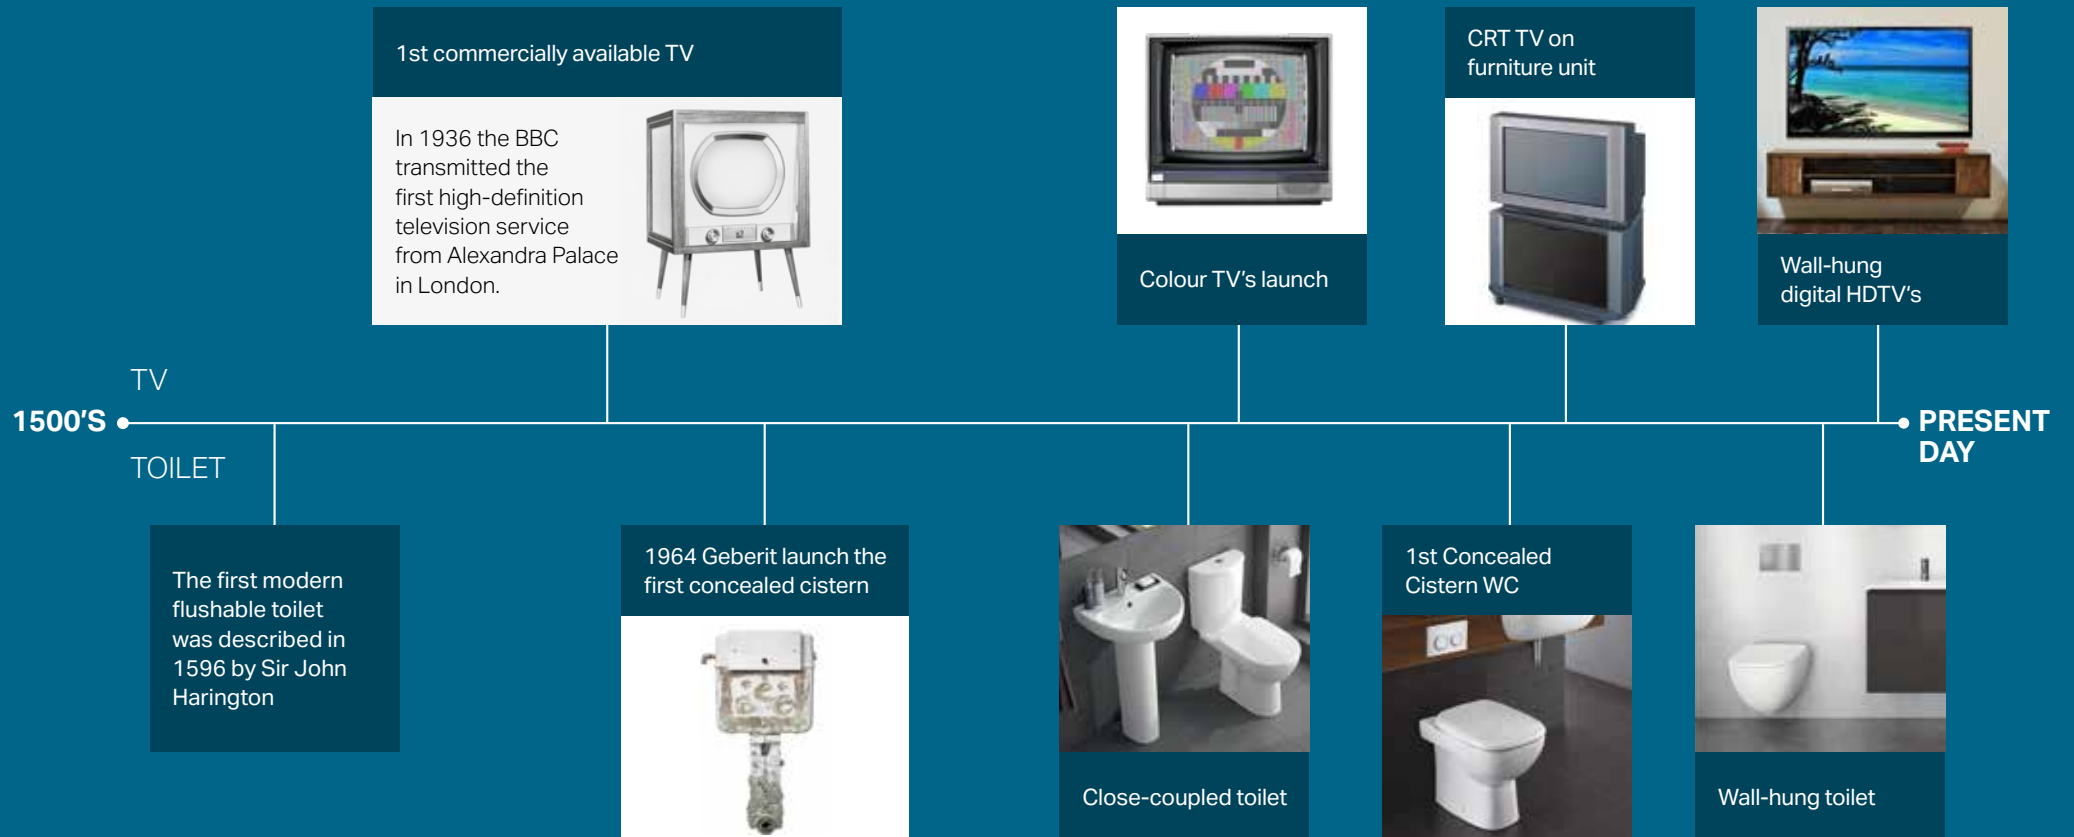 1st commercially available TV
In 1936 the BBC
transmitted the
first high-definition
television service
from Alexandra Palace
in London.
Colour TV's launch
CRT TV on
furniture unit
Wall-hung
digital HDTV's
TV
1500'S
PRESENT
DAY
TOILET
The first modern
flushable toilet
was described in
1596 by Sir John
Harington
1964 Geberit launch the
first concealed cistern
Close-coupled toilet
1st Concealed
Cistern WC
Wall-hung toilet